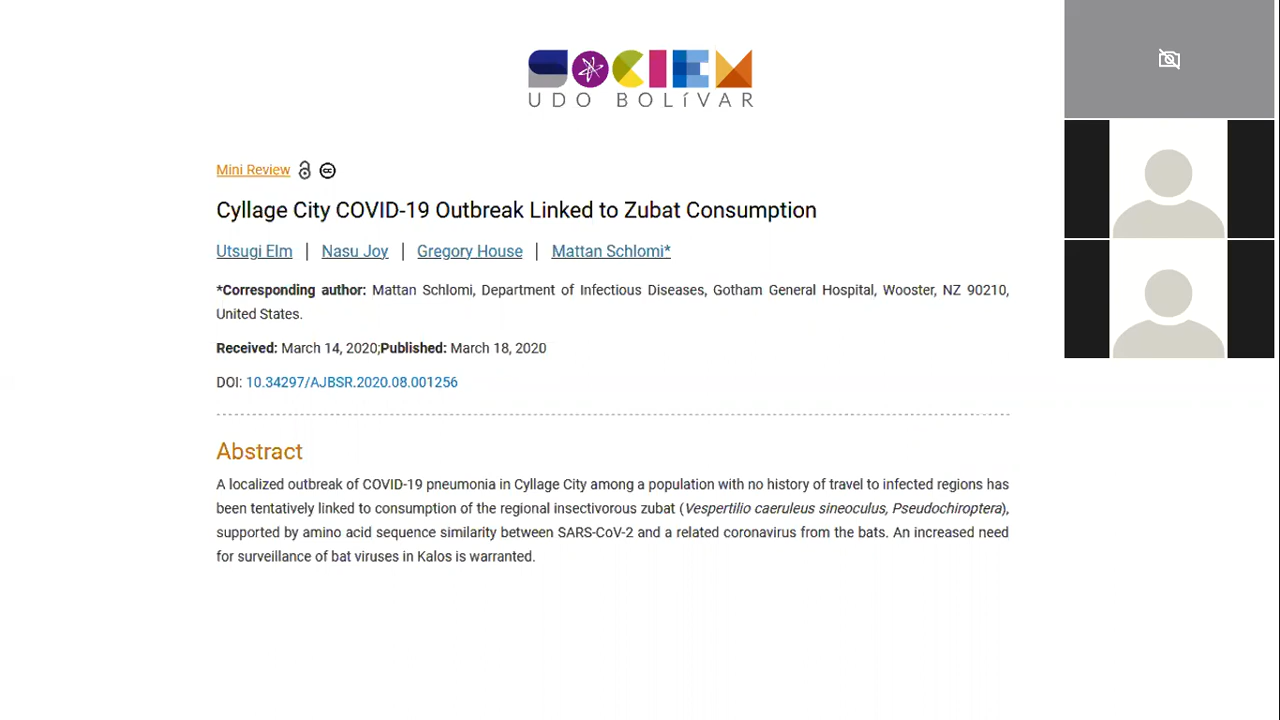 SOCIEM
UDO BOLÍVAR
Mini Review
Cyllage City COVID-19 Outbreak Linked to Zubat Consumption
Utsugi Elm | Nasu Joy | Gregory House | Mattan Schlomi*
*Corresponding author: Mattan Schlomi, Department of Infectious Diseases, Gotham General Hospital, Wooster, NZ 90210,
United States.
Received: March 14, 2020;Published: March 18, 2020
DOI: 10.34297/AJBSR.2020.08.001256
Abstract
A localized outbreak of COVID-19 pneumonia in Cyllage City among a population with no history of travel to infected regions has
been tentatively linked to consumption of the regional insectivorous zubat (Vespertilio caeruleus sineoculus, Pseudochiroptera),
supported by amino acid sequence similarity between SARS-CoV-2 and a related coronavirus from the bats. An increased need
for surveillance of bat viruses in Kalos is warranted.